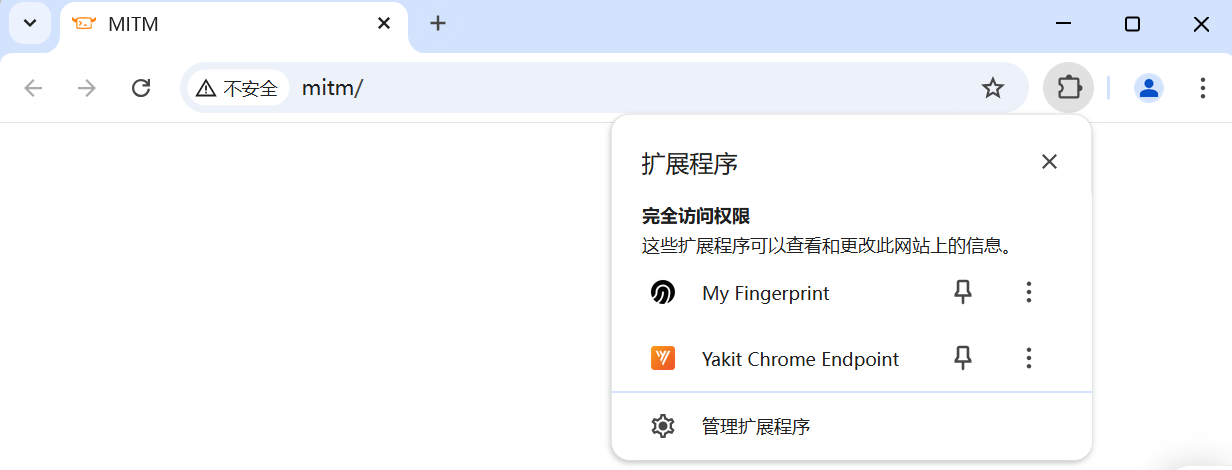 MITM
不安全
mitm/
扩展程序
完全访问权限
这些扩展程序可以查看和更改此网站上的信息。
My Fingerprint
Yakit Chrome Endpoint
管理扩展程序